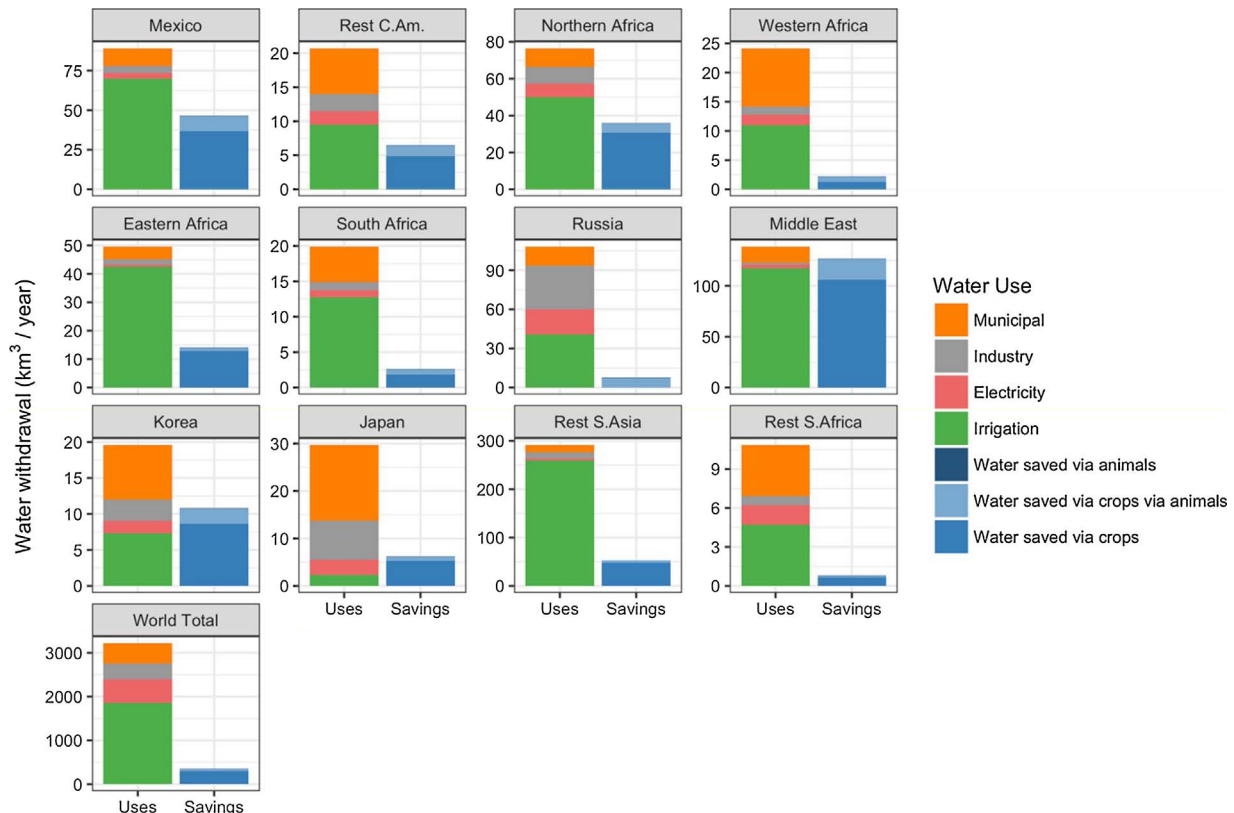 Mexico
Rest C.Am.
Northern Africa
Western Africa
75
50
25
0
20
15
10
5
0
80
60
40
20
0
25
20
15
10
5
0
Eastern Africa
South Africa
Russia
Middle East
50
40
30
20
10
0
20
15
10
5
0
90
60
30
0
100
50
0
Korea
Japan
Rest S.Asia
Rest S.Africa
20
15
10
5
0
30
20
10
0
300
200
100
0
9
6
3
0
Uses Savings
Uses Savings
Uses Savings
World Total
3000
2000
1000
0
Uses Savings
Water withdrawal (km³ / year)
Water Use
Municipal
Industry
Electricity
Irrigation
Water saved via animals
Water saved via crops via animals
Water saved via crops